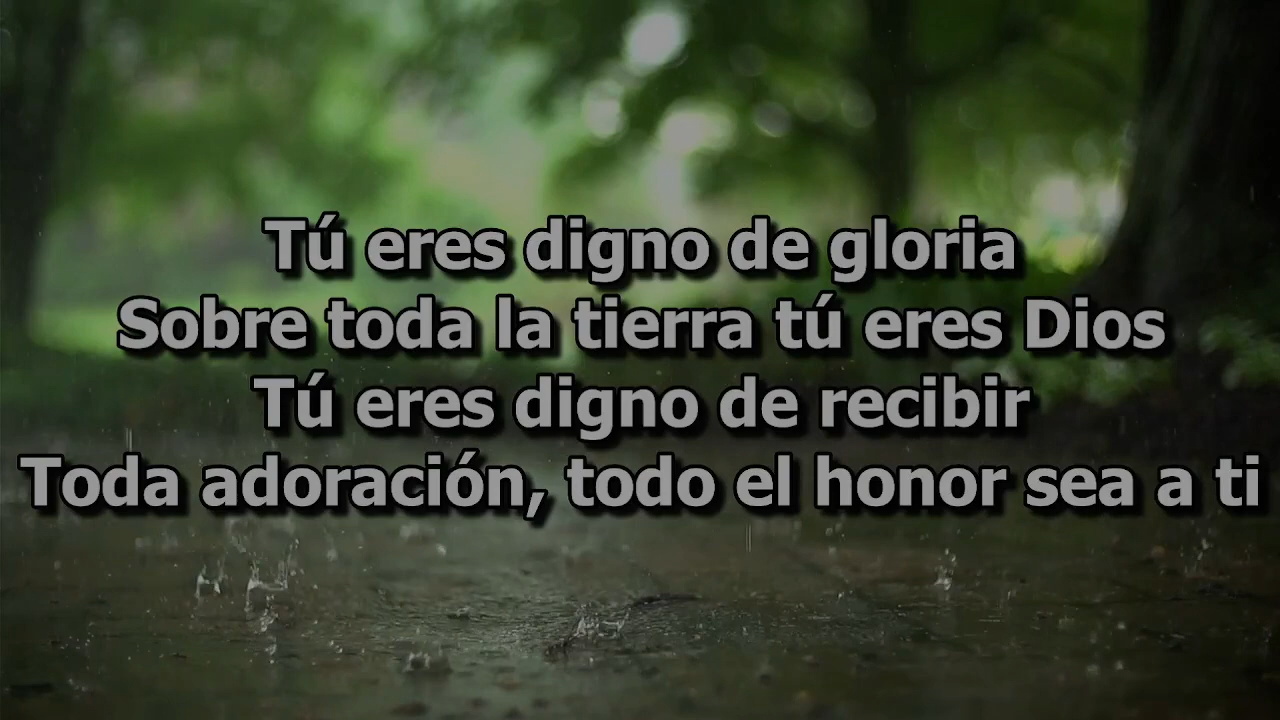 Tú eres digno de gloria
Sobre toda la tierra tú eres Dios
Tú eres digno de recibir
Toda adoración, todo el honor sea a ti